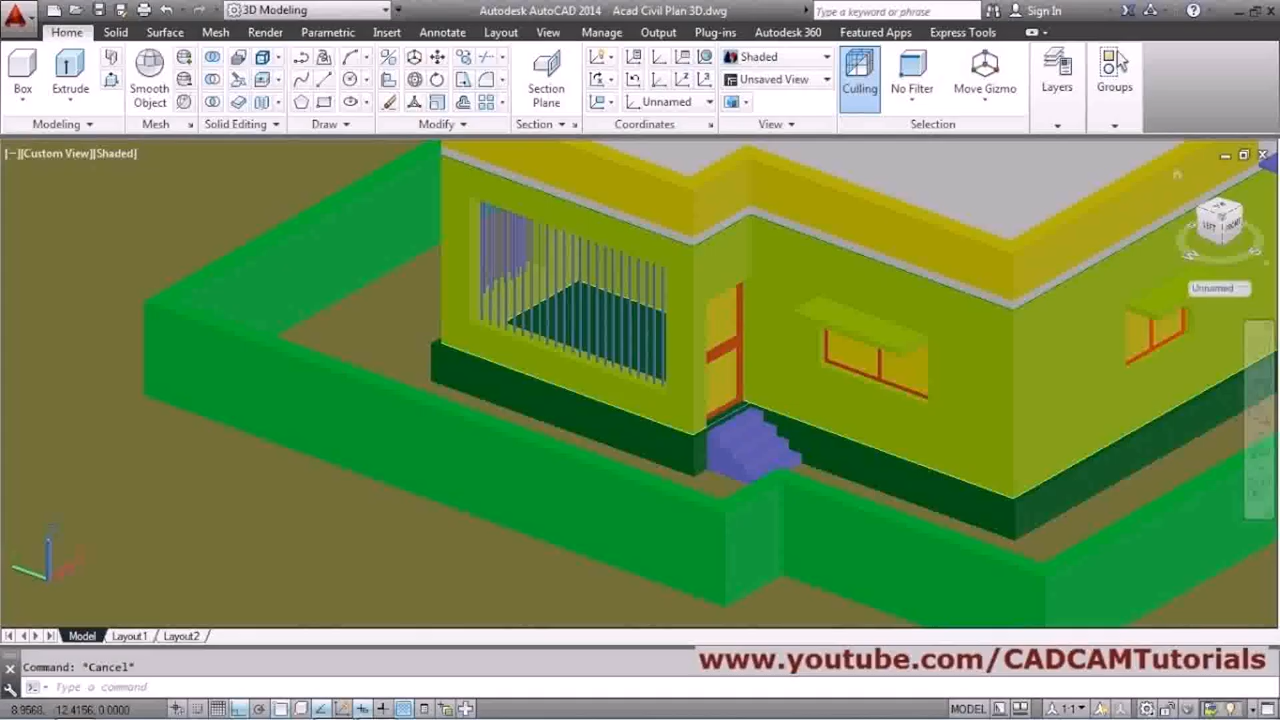 3D Modeling
Autodesk AutoCAD 2014 Acad Civil Plan 3D.dwg
Type a keyword or phrase
Sign In
Home Solid Surface Mesh Render Parametric Insert Annotate Layout View Manage Output Plug-ins Autodesk 360 Featured Apps Express Tools
Box
Extrude
Smooth
Object
Section
Plane
Unnamed
Shaded
Unsaved View
Culling
No Filter
Move Gizmo
Layers
Groups
Modeling
Mesh
Solid Editing
Draw
Modify
Section
Coordinates
View
Selection
[−][Custom View][Shaded]
LEFT
Unnamed
Model Layout1 Layout2
Command: *Cancel*
Type a command
www.youtube.com/CADCAMTutorials
8.9568, -12.4156, 0.0000
MODEL
1:1